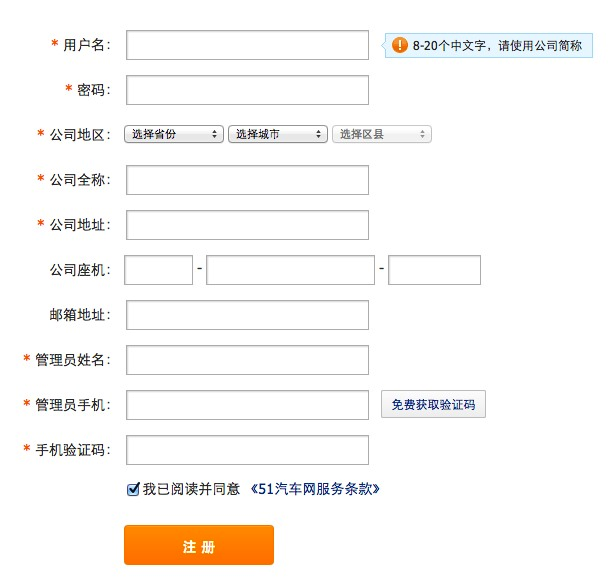 * 用户名： 8-20个中文字，请使用公司简称
* 密码：
* 公司地区： 选择省份 选择城市 选择区县
* 公司全称：
* 公司地址：
公司座机： - -
邮箱地址：
* 管理员姓名：
* 管理员手机： 免费获取验证码
* 手机验证码：
我已阅读并同意 《51汽车网服务条款》
注 册